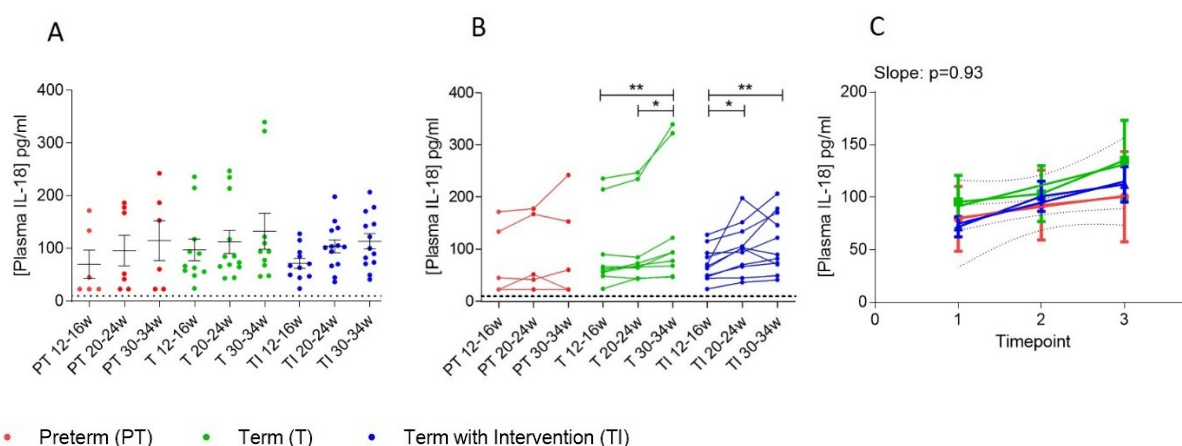 A
[Plasma IL-18] pg/ml
400
300
200
100
0
PT 12-16w
PT 20-24w
PT 30-34w
T 12-16w
T 20-24w
T 30-34w
TI 12-16w
TI 20-24w
TI 30-34w
B
[Plasma IL-18] pg/ml
400
300
200
100
0
** **
* *
PT 12-16w
PT 20-24w
PT 30-34w
T 12-16w
T 20-24w
T 30-34w
TI 12-16w
TI 20-24w
TI 30-34w
C
Slope: p=0.93
[Plasma IL-18] pg/ml
200
150
100
50
0
0 1 2 3
Timepoint
Preterm (PT) Term (T) Term with Intervention (TI)